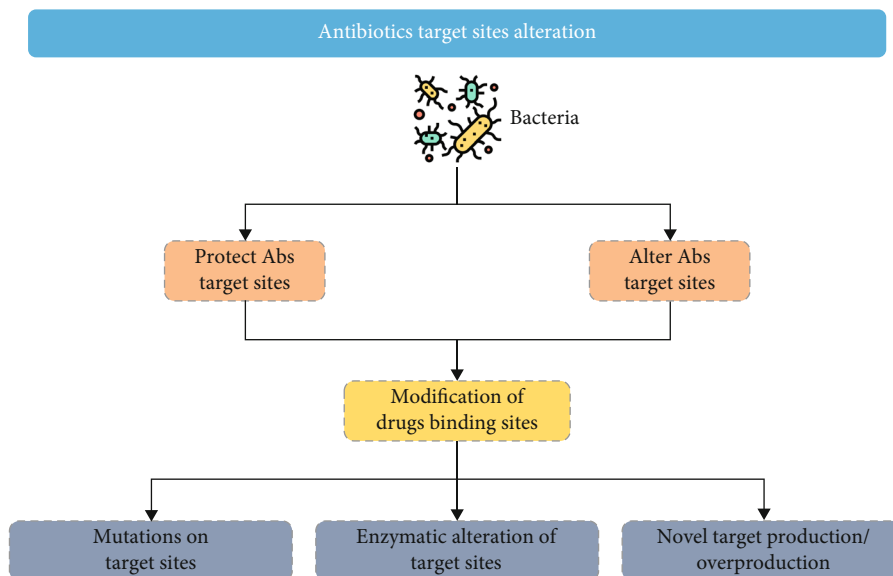 Antibiotics target sites alteration
Bacteria
Protect Abs
target sites
Alter Abs
target sites
Modification of
drugs binding sites
Mutations on
target sites
Enzymatic alteration of
target sites
Novel target production/
overproduction